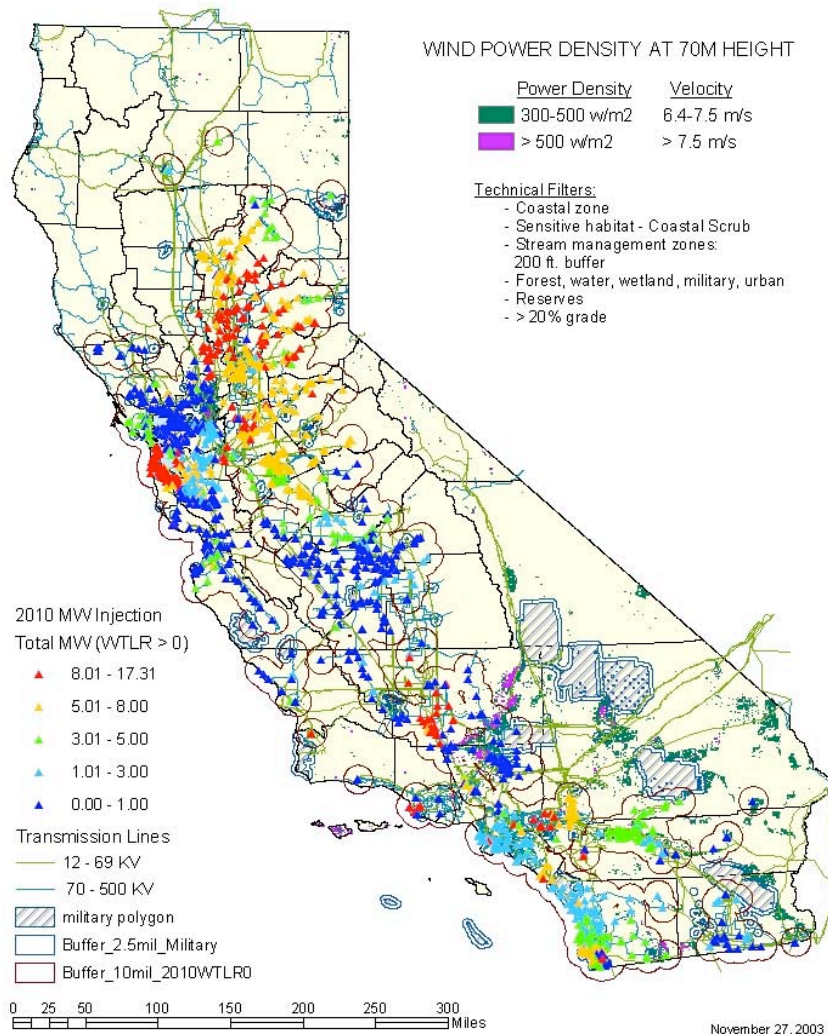 WIND POWER DENSITY AT 70M HEIGHT
Power Density Velocity
300-500 w/m2 6.4-7.5 m/s
> 500 w/m2 > 7.5 m/s
Technical Filters:
- Coastal zone
- Sensitive habitat - Coastal Scrub
- Stream management zones:
200 ft. buffer
- Forest, water, wetland, military, urban
- Reserves
- > 20% grade
2010 MW Injection
Total MW (WTLR > 0)
8.01 - 17.31
5.01 - 8.00
3.01 - 5.00
1.01 - 3.00
0.00 - 1.00
Transmission Lines
12 - 69 KV
70 - 500 KV
military polygon
Buffer_2.5mil_Military
Buffer_10mil_2010WTLR0
0 25 50 100 150 200 250 300
Miles
November 27, 2003